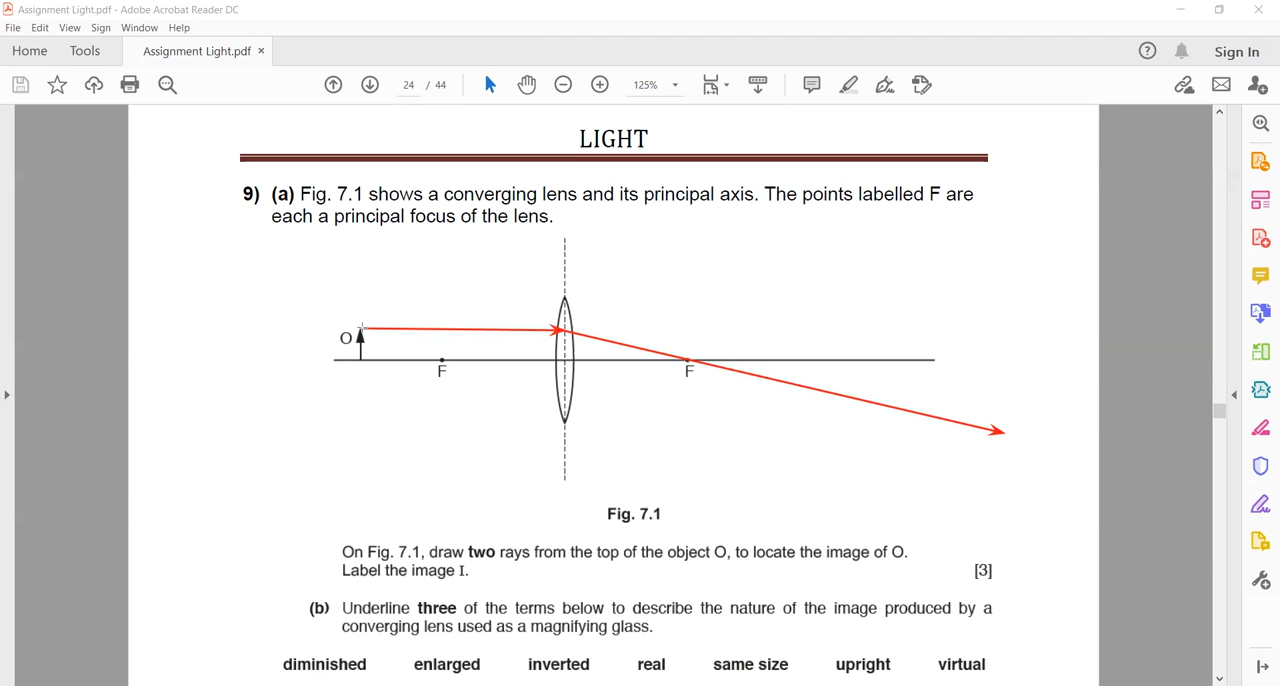 Assignment Light.pdf - Adobe Acrobat Reader DC
File Edit View Sign Window Help
Home Tools Assignment Light.pdf × Sign In
24 / 44 125%
LIGHT
9) (a) Fig. 7.1 shows a converging lens and its principal axis. The points labelled F are
each a principal focus of the lens.
O
F F
Fig. 7.1
On Fig. 7.1, draw two rays from the top of the object O, to locate the image of O.
Label the image I. [3]
(b) Underline three of the terms below to describe the nature of the image produced by a
converging lens used as a magnifying glass.
diminished enlarged inverted real same size upright virtual